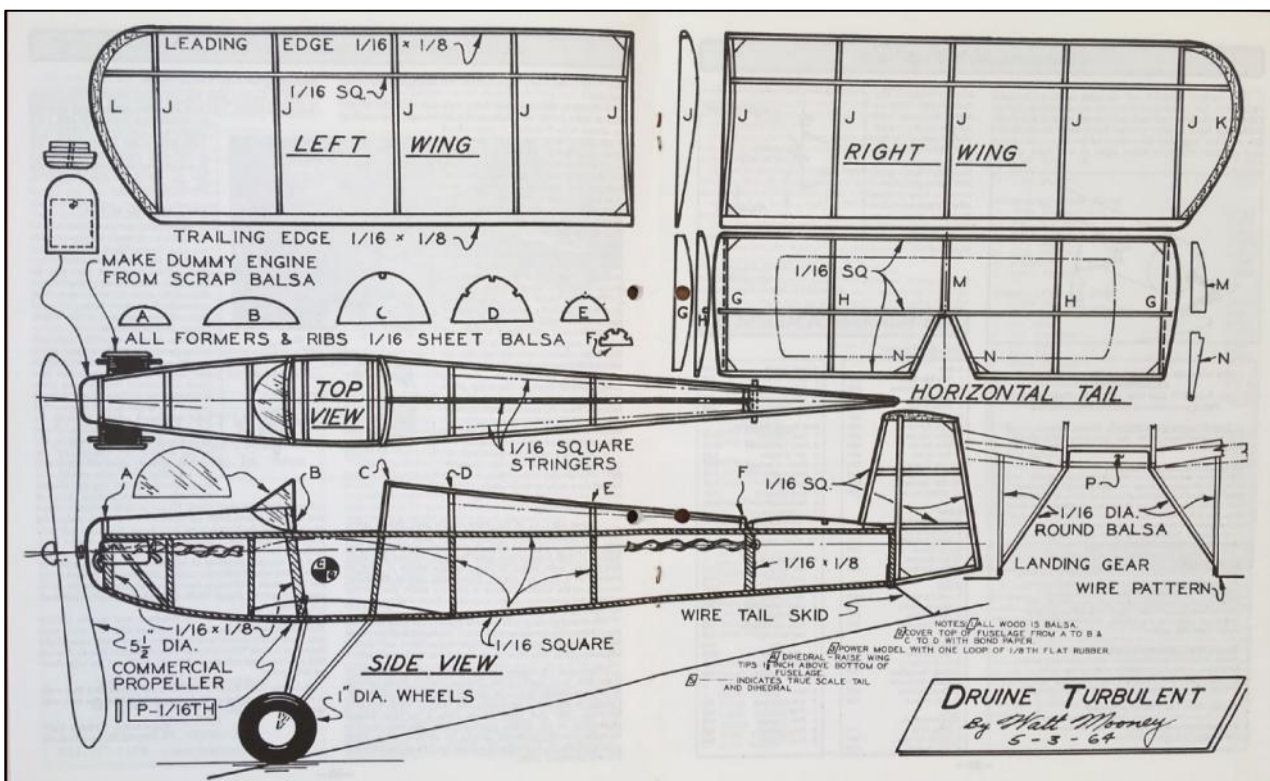 LEADING EDGE 1/16 × 1/8
1/16 SQ.
L J J J J J
LEFT WING
TRAILING EDGE 1/16 × 1/8
J
J J J J J K
RIGHT WING
MAKE DUMMY ENGINE
FROM SCRAP BALSA
A B C D E
ALL FORMERS & RIBS 1/16 SHEET BALSA F
1/16 SQ.
G H
G H M H G
N N
M
N
HORIZONTAL TAIL
TOP
VIEW
1/16 SQUARE
STRINGERS
A B C D E F
1/16 SQ.
P
1/16 DIA.
ROUND BALSA
LANDING GEAR
WIRE PATTERN
CG
1/16 × 1/8
1/16 × 1/8
5½" DIA.
COMMERCIAL
PROPELLER
P-1/16TH
SIDE VIEW
1/16 SQUARE
1" DIA. WHEELS
WIRE TAIL SKID
NOTES: 1 ALL WOOD IS BALSA.
2 COVER TOP OF FUSELAGE FROM A TO B &
C TO D WITH BOND PAPER.
3 POWER MODEL WITH ONE LOOP OF 1/8TH FLAT RUBBER.
DIHEDRAL - RAISE WING
INCH ABOVE BOTTOM OF
FUSELAGE.
INDICATES TRUE SCALE TAIL
AND DIHEDRAL
DRUINE TURBULENT
By Walt Mooney
5-3-64